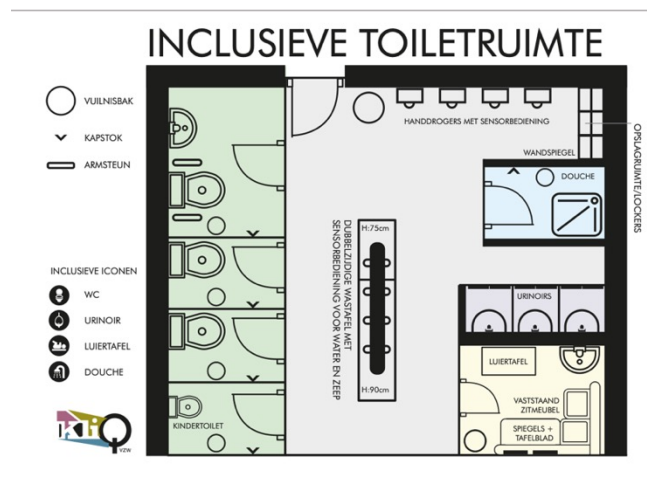 INCLUSIEVE TOILETRUIMTE
VUILNISBAK
KAPSTOK
ARMSTEUN
INCLUSIEVE ICONEN
WC
URINOIR
LUIERTAFEL
DOUCHE
KliQ
VZW
HANDDROGERS MET SENSORBEDIENING
WANDSPIEGEL
OPSLAGRUIMTE/LOCKERS
DOUCHE
DUBBELZIJDIGE WASTAFEL MET
SENSORBEDIENING VOOR WATER EN ZEEP
H:75cm
H:90cm
URINOIRS
LUIERTAFEL
VASTSTAAND
ZITMEUBEL
SPIEGELS +
TAFELBLAD
KINDERTOILET